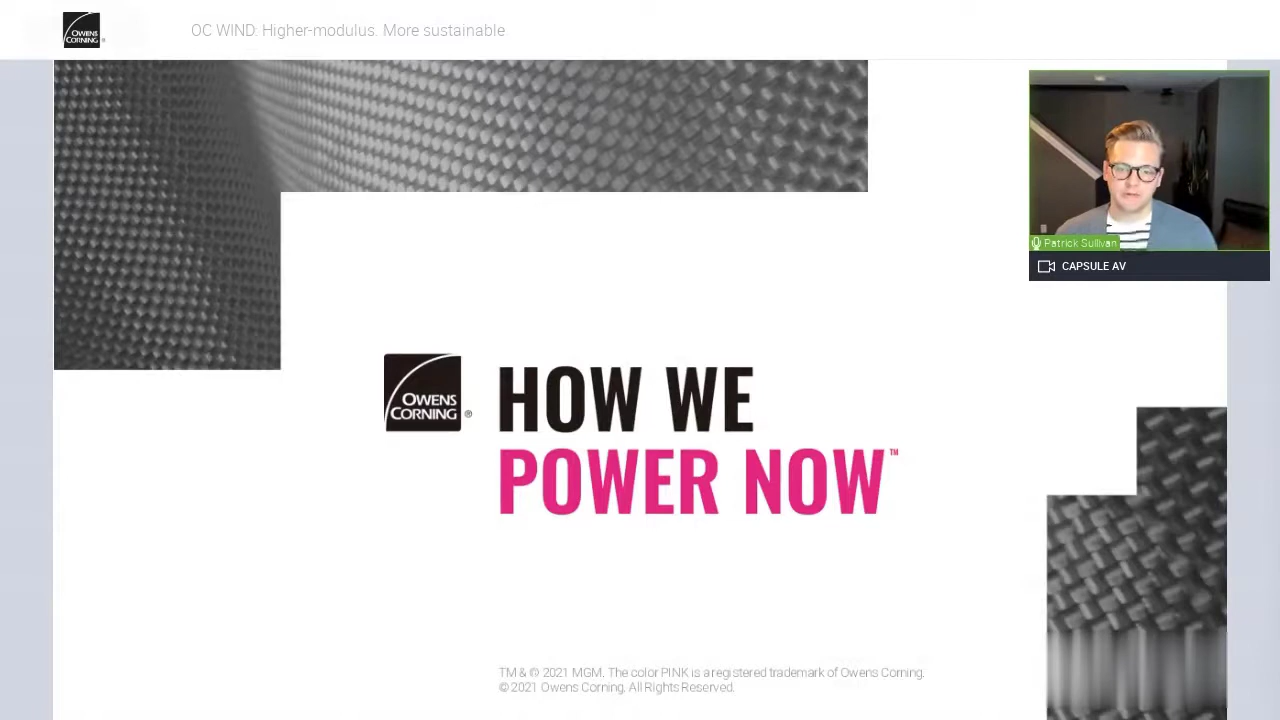 OWENS
CORNING ®
OC WIND: Higher-modulus. More sustainable
Patrick Sullivan
CAPSULE AV
OWENS
CORNING ®
HOW WE
POWER NOW™
TM & © 2021 MGM. The color PINK is a registered trademark of Owens Corning.
© 2021 Owens Corning. All Rights Reserved.